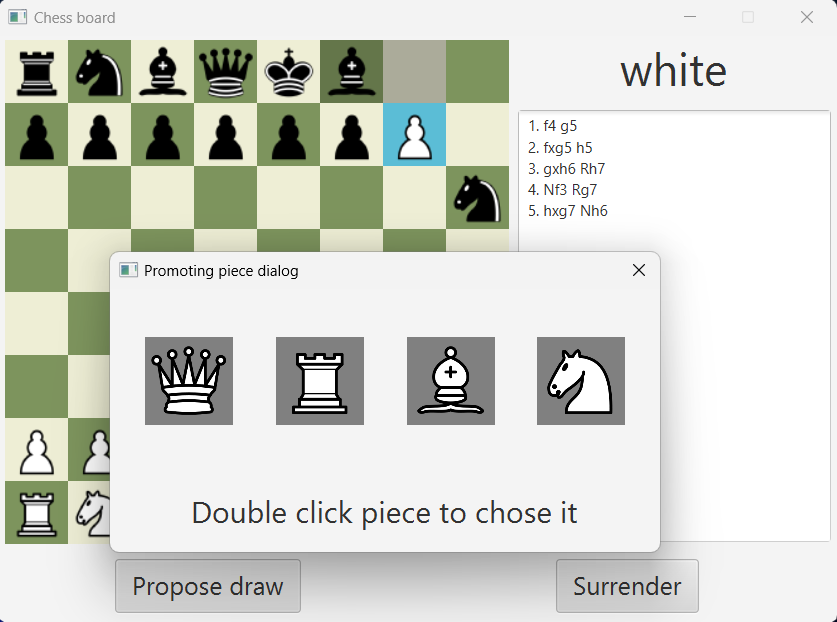 Chess board
white
1. f4 g5
2. fxg5 h5
3. gxh6 Rh7
4. Nf3 Rg7
5. hxg7 Nh6
Promoting piece dialog
Double click piece to chose it
Propose draw
Surrender